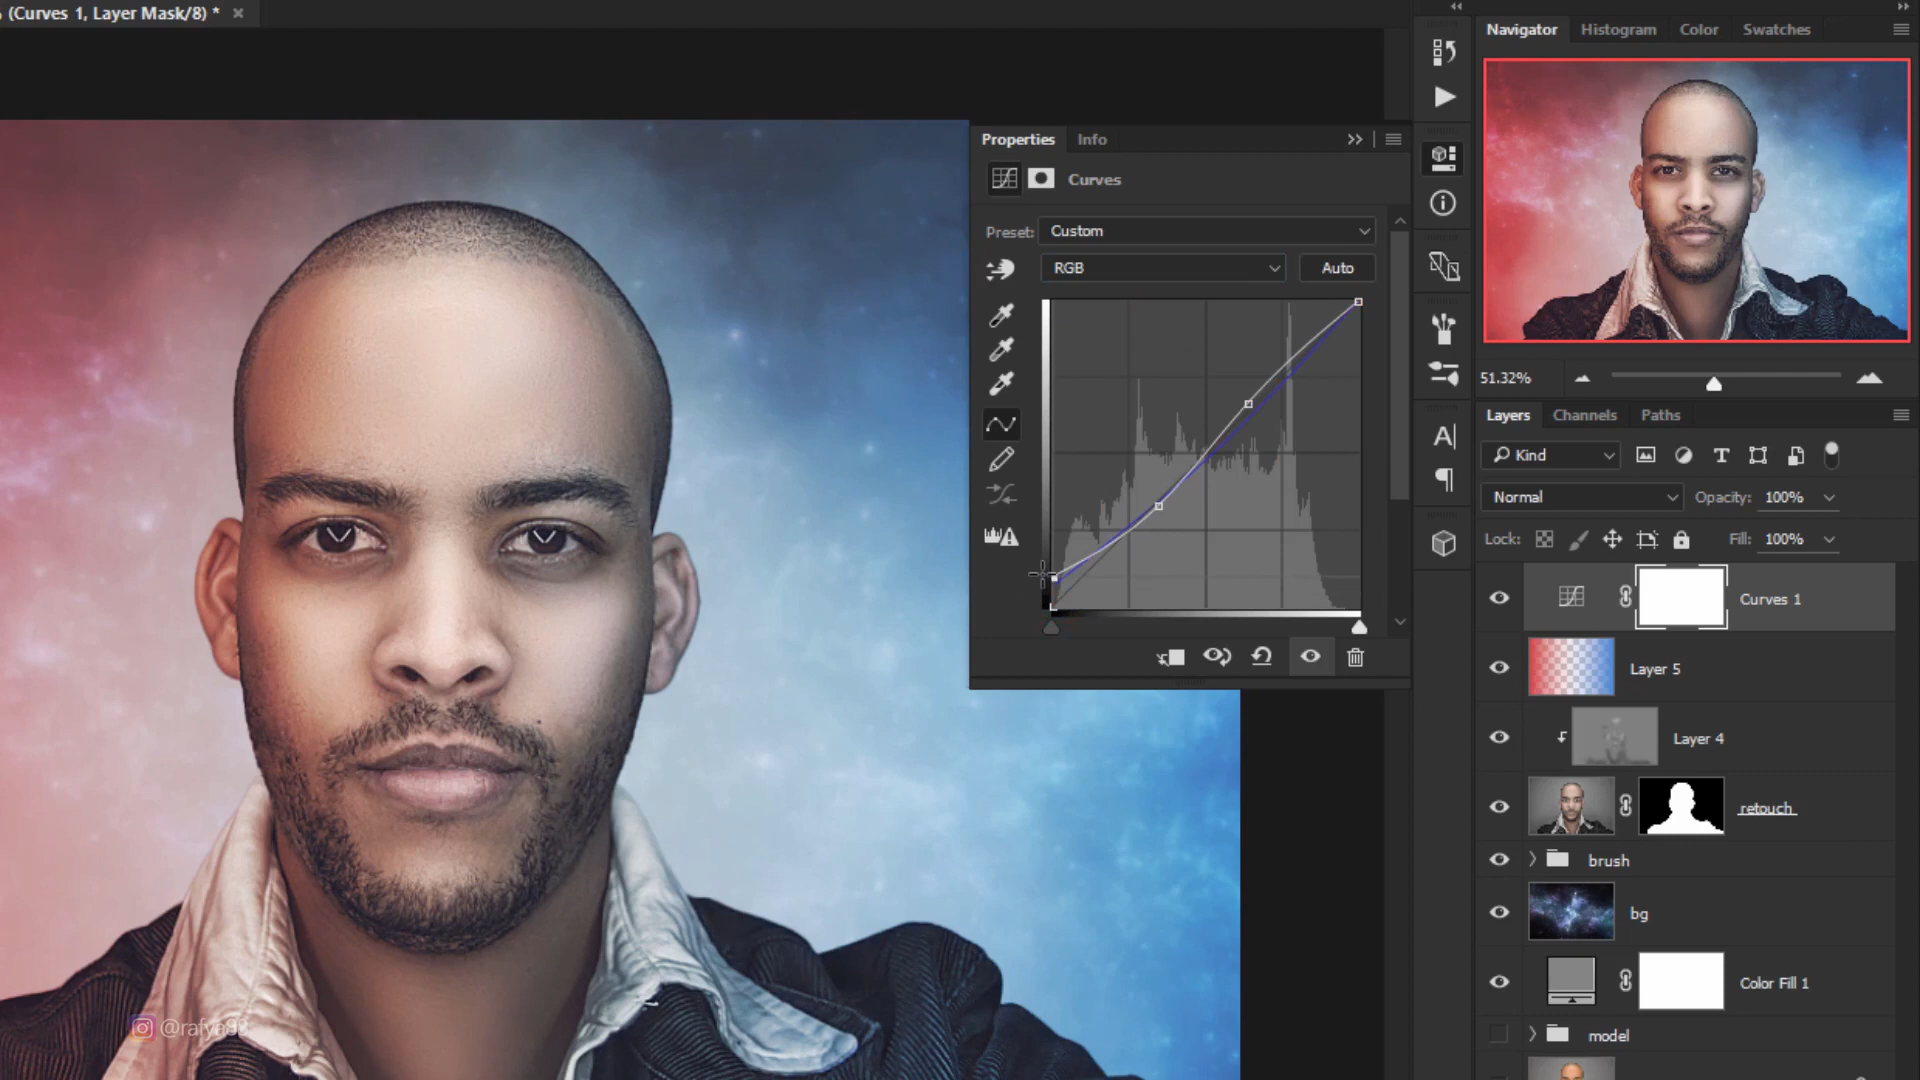 (Curves 1, Layer Mask/8) *
Navigator
Histogram
Color
Swatches
Properties
Info
Curves
Preset:
Custom
RGB
Auto
51.32%
Layers
Channels
Paths
Kind
Normal
Opacity: 100%
Lock:
Fill: 100%
Curves 1
Layer 5
Layer 4
retouch
brush
bg
Color Fill 1
model
@rafya93